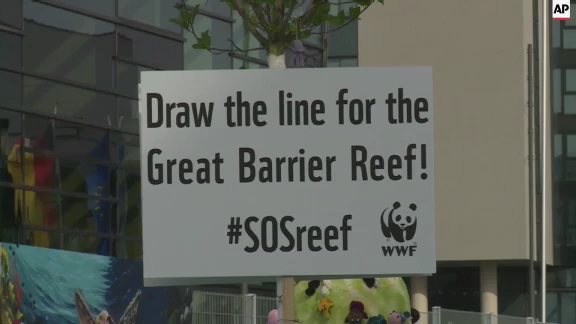 AP
Draw the line for the
Great Barrier Reef!
#SOSreef
WWF